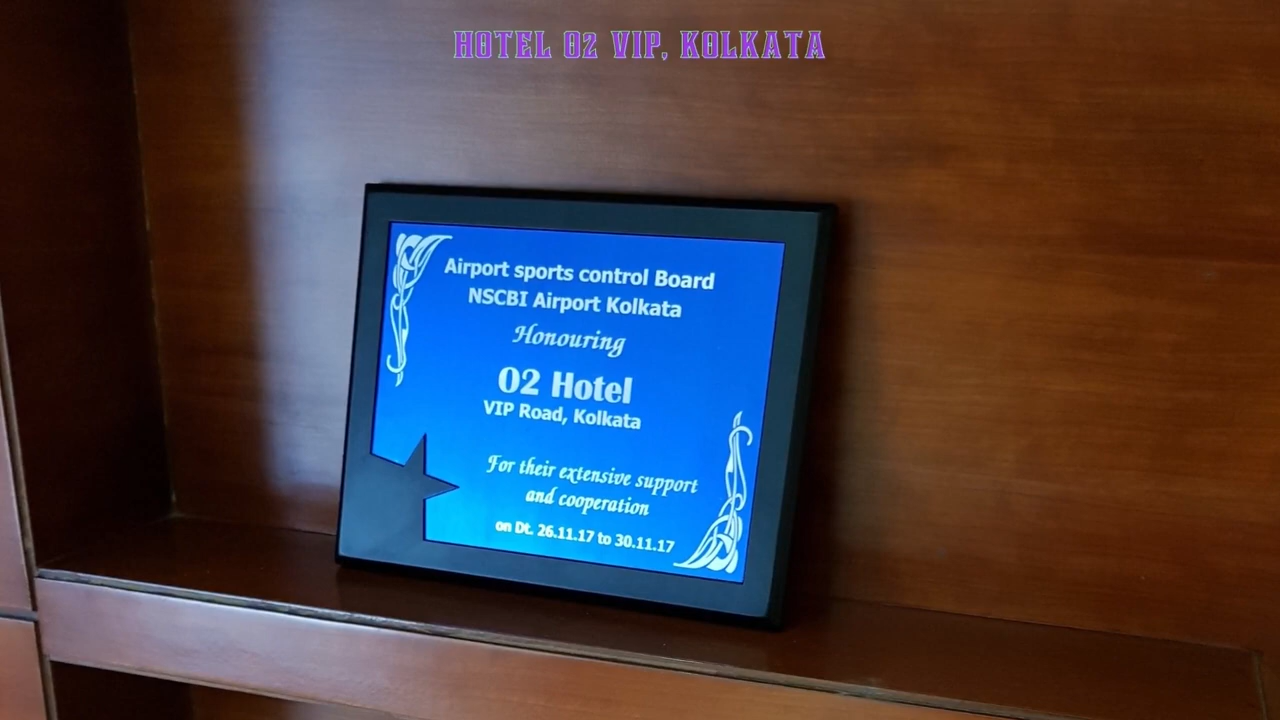 HOTEL O2 VIP, KOLKATA
Airport sports control Board
NSCBI Airport Kolkata
Honouring
O2 Hotel
VIP Road, Kolkata
For their extensive support
and cooperation
on Dt. 26.11.17 to 30.11.17